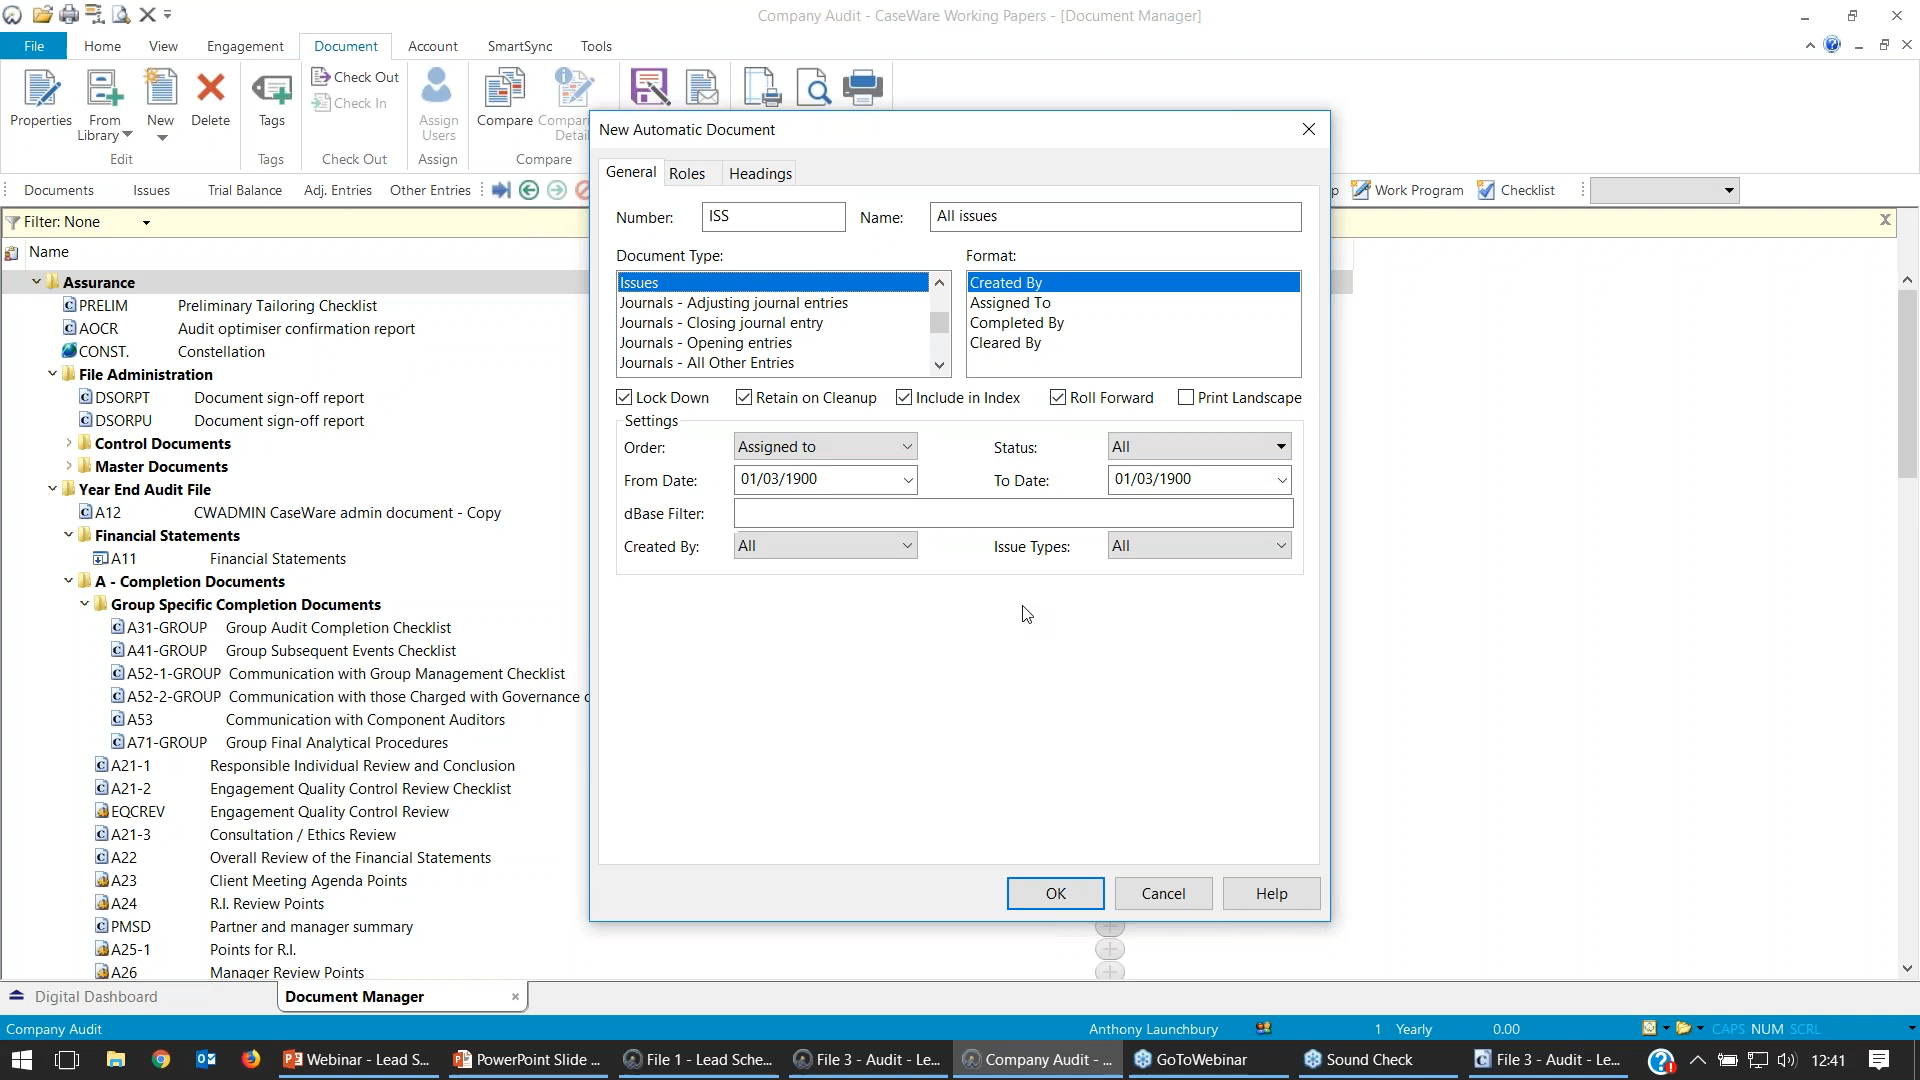 Company Audit - CaseWare Working Papers - [Document Manager]
File Home View Engagement Document Account SmartSync Tools
Properties From Library New Delete Tags Check Out Check In Assign Users Compare
Edit Tags Check Out Assign Compare
Documents Issues Trial Balance Adj. Entries Other Entries Work Program Checklist
Filter: None X
Name
Assurance
PRELIM Preliminary Tailoring Checklist
AOCR Audit optimiser confirmation report
CONST. Constellation
File Administration
DSORPT Document sign-off report
DSORPU Document sign-off report
Control Documents
Master Documents
Year End Audit File
A12 CWADMIN CaseWare admin document - Copy
Financial Statements
A11 Financial Statements
A - Completion Documents
Group Specific Completion Documents
A31-GROUP Group Audit Completion Checklist
A41-GROUP Group Subsequent Events Checklist
A52-1-GROUP Communication with Group Management Checklist
A52-2-GROUP Communication with those Charged with Governance
A53 Communication with Component Auditors
A71-GROUP Group Final Analytical Procedures
A21-1 Responsible Individual Review and Conclusion
A21-2 Engagement Quality Control Review Checklist
EQCREV Engagement Quality Control Review
A21-3 Consultation / Ethics Review
A22 Overall Review of the Financial Statements
A23 Client Meeting Agenda Points
A24 R.I. Review Points
PMSD Partner and manager summary
A25-1 Points for R.I.
A26 Manager Review Points
New Automatic Document
General Roles Headings
Number: ISS Name: All issues
Document Type: Format:
Issues Created By
Journals - Adjusting journal entries Assigned To
Journals - Closing journal entry Completed By
Journals - Opening entries Cleared By
Journals - All Other Entries
Lock Down Retain on Cleanup Include in Index Roll Forward Print Landscape
Settings
Order: Assigned to Status: All
From Date: 01/03/1900 To Date: 01/03/1900
dBase Filter:
Created By: All Issue Types: All
OK Cancel Help
Digital Dashboard Document Manager
Company Audit Anthony Launchbury 1 Yearly 0.00 CAPS NUM SCRL
Webinar - Lead S... PowerPoint Slide ... File 1 - Lead Sche... File 3 - Audit - Le... Company Audit - ... GoToWebinar Sound Check File 3 - Audit - Le... 12:41